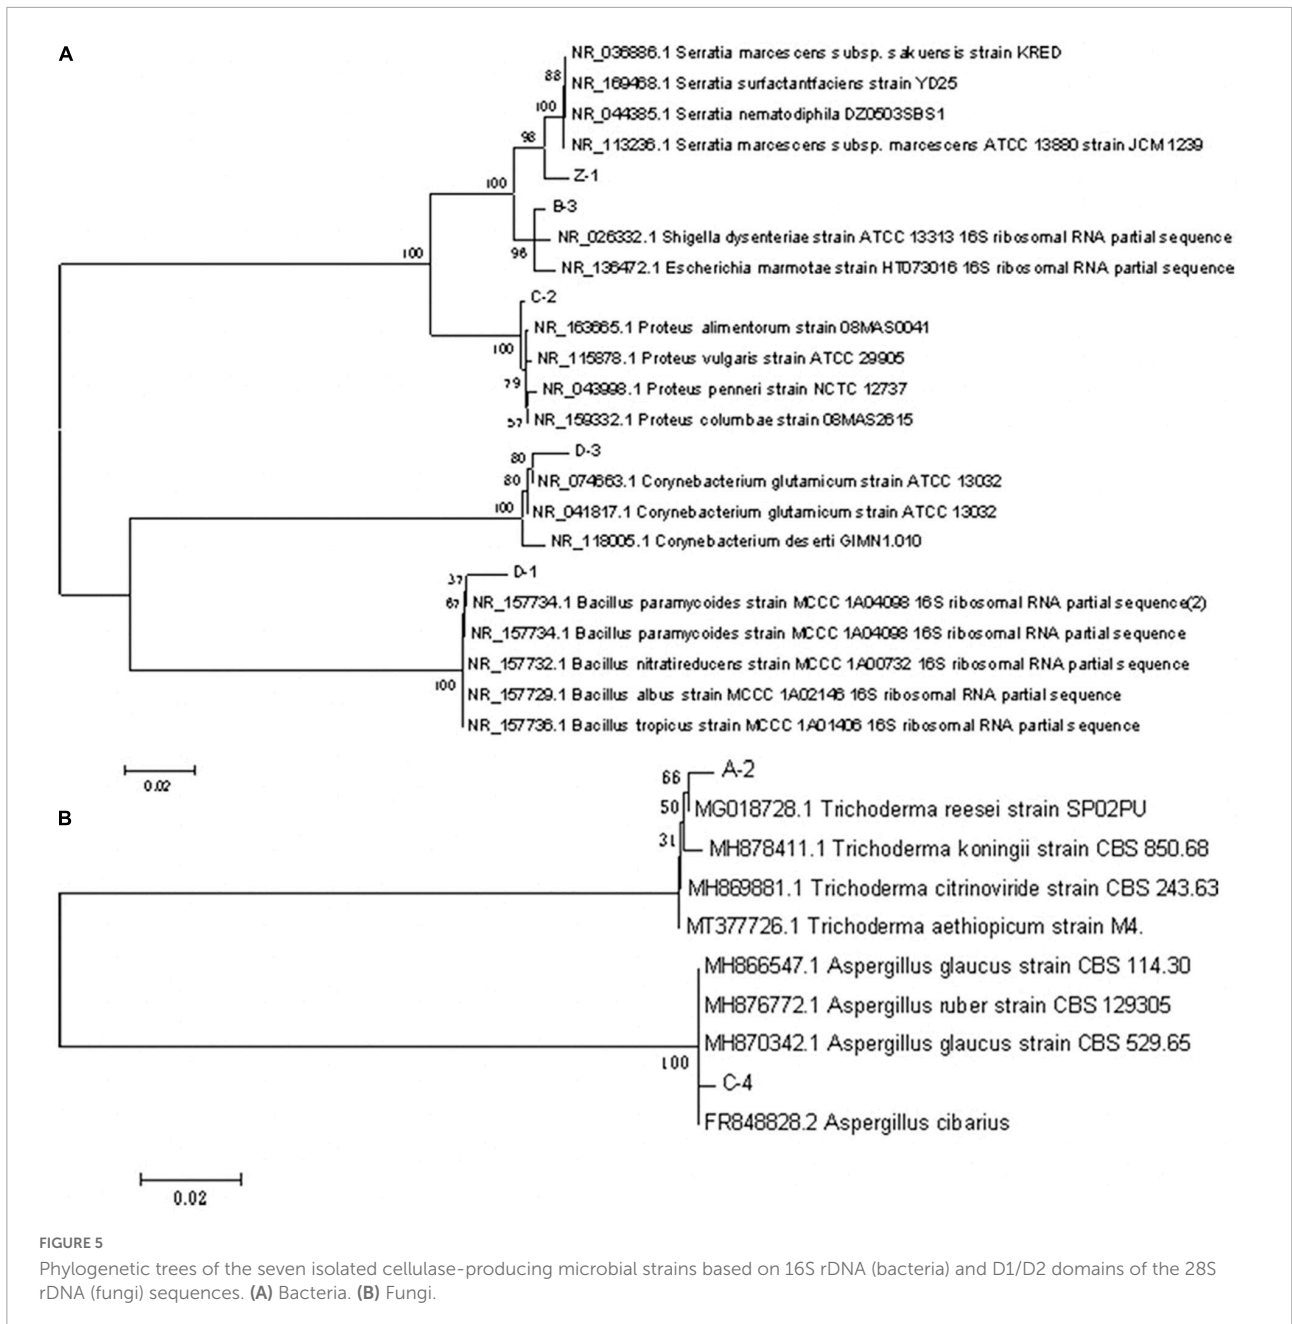 A
NR_036886.1 Serratia marcescens subsp. sakuensis strain KRED
88
NR_169468.1 Serratia surfactantfaciens strain YD25
100
NR_044385.1 Serratia nematodiphila DZ0503SBS1
98
NR_113236.1 Serratia marcescens subsp. marcescens ATCC 13880 strain JCM 1239
Z-1
100
B-3
NR_026332.1 Shigella dysenteriae strain ATCC 13313 16S ribosomal RNA partial sequence
96
100
NR_136472.1 Escherichia marmotae strain HT073016 16S ribosomal RNA partial sequence
C-2
NR_163665.1 Proteus alimentorum strain 08MAS0041
100
NR_115878.1 Proteus vulgaris strain ATCC 29905
79
NR_043998.1 Proteus penneri strain NCTC 12737
57
NR_159332.1 Proteus columbae strain 08MAS2615
80
D-3
80
NR_074663.1 Corynebacterium glutamicum strain ATCC 13032
100
NR_041817.1 Corynebacterium glutamicum strain ATCC 13032
NR_118005.1 Corynebacterium deserti GIMN1.010
37
D-1
67
NR_157734.1 Bacillus paramycoides strain MCCC 1A04098 16S ribosomal RNA partial sequence(2)
NR_157734.1 Bacillus paramycoides strain MCCC 1A04098 16S ribosomal RNA partial sequence
NR_157732.1 Bacillus nitratireducens strain MCCC 1A00732 16S ribosomal RNA partial sequence
100
NR_157729.1 Bacillus albus strain MCCC 1A02146 16S ribosomal RNA partial sequence
NR_157736.1 Bacillus tropicus strain MCCC 1A01406 16S ribosomal RNA partial sequence
0.02
B
66
A-2
50
MG018728.1 Trichoderma reesei strain SP02PU
31
MH878411.1 Trichoderma koningii strain CBS 850.68
MH869881.1 Trichoderma citrinoviride strain CBS 243.63
MT377726.1 Trichoderma aethiopicum strain M4.
MH866547.1 Aspergillus glaucus strain CBS 114.30
MH876772.1 Aspergillus ruber strain CBS 129305
MH870342.1 Aspergillus glaucus strain CBS 529.65
100
C-4
FR848828.2 Aspergillus cibarius
0.02
FIGURE 5
Phylogenetic trees of the seven isolated cellulase-producing microbial strains based on 16S rDNA (bacteria) and D1/D2 domains of the 28S
rDNA (fungi) sequences. (A) Bacteria. (B) Fungi.